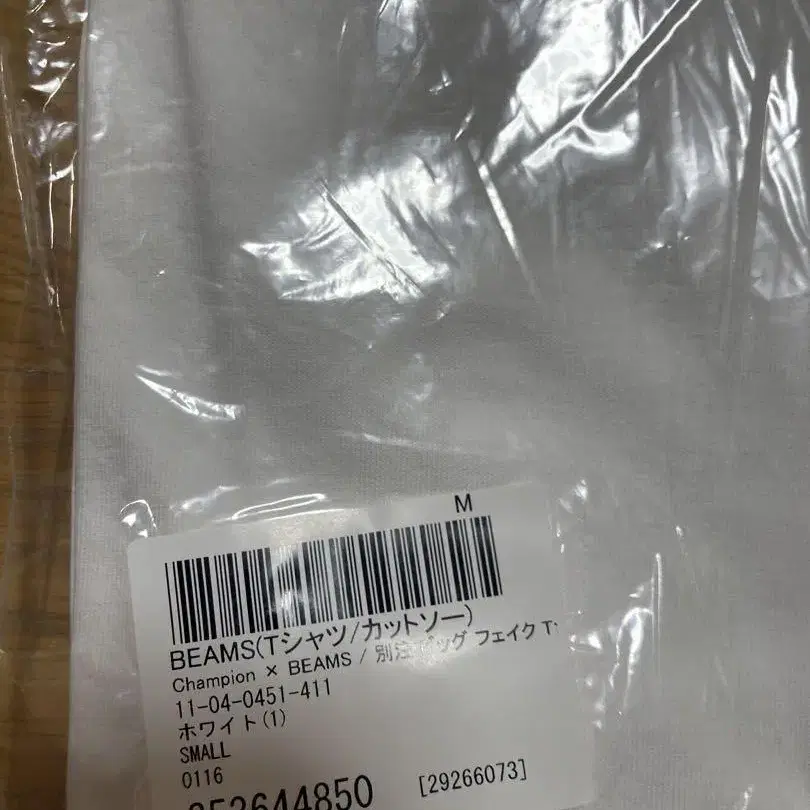 M
BEAMS(Tシャツ/カットソー)
Champion × BEAMS / 別注 ビッグ フェイク T-
11-04-0451-411
ホワイト(1)
SMALL
0116
[29266073]